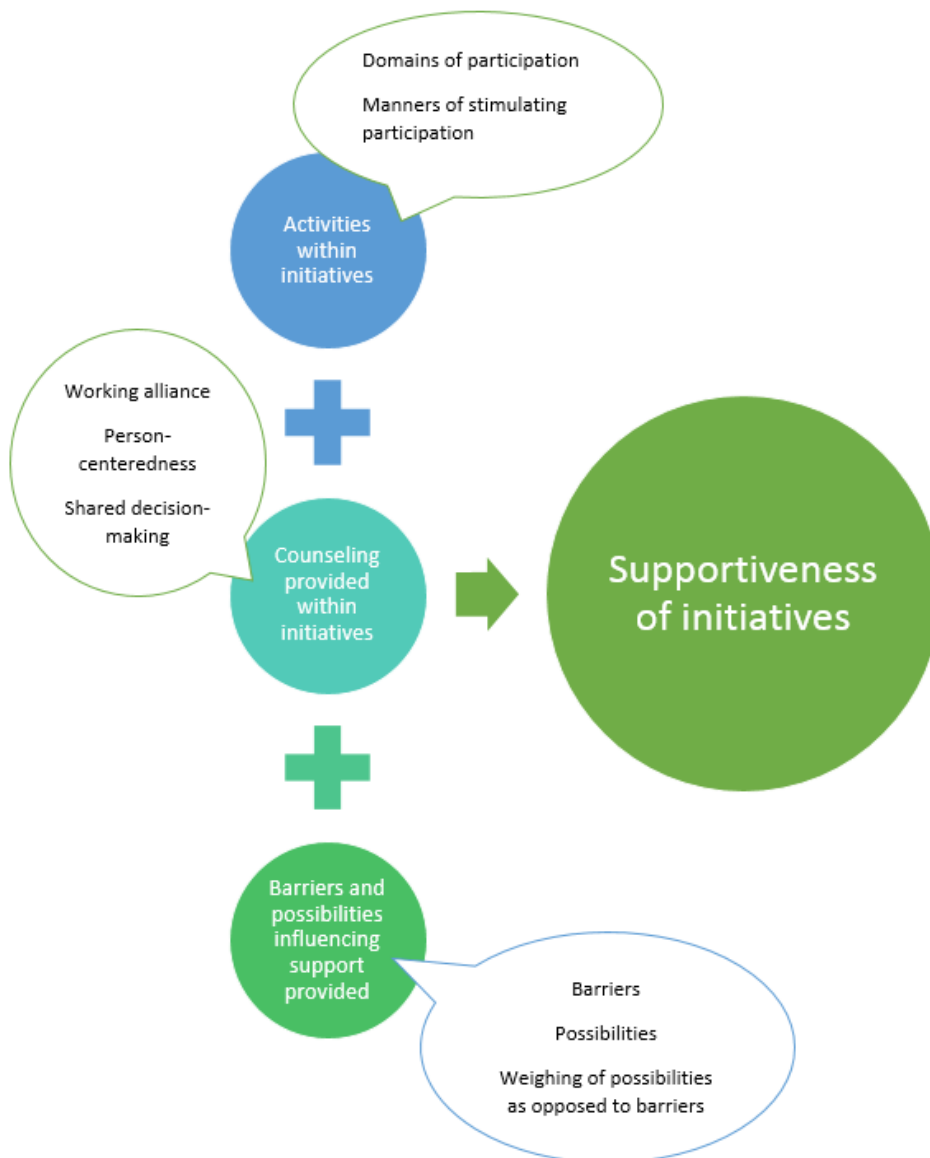 Domains of participation
Manners of stimulating
participation
Activities
within
initiatives
Working alliance
Person-
centeredness
Shared decision-
making
Counseling
provided
within
initiatives
Supportiveness
of initiatives
Barriers and
possibilities
influencing
support
provided
Barriers
Possibilities
Weighing of possibilities
as opposed to barriers